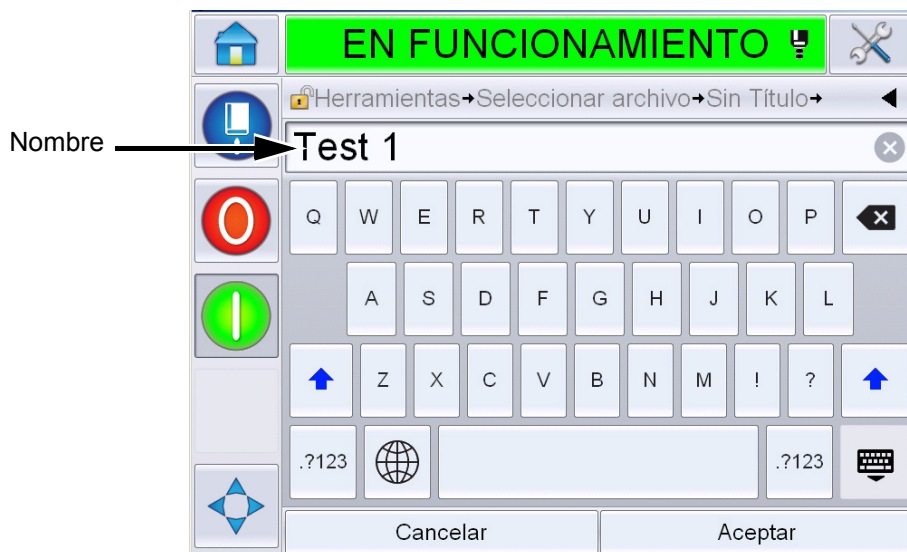 EN FUNCIONAMIENTO
Herramientas→Seleccionar archivo→Sin Título→
Nombre
Test 1
Q W E R T Y U I O P
A S D F G H J K L
Z X C V B N M ! ?
.?123 .?123
Cancelar Aceptar